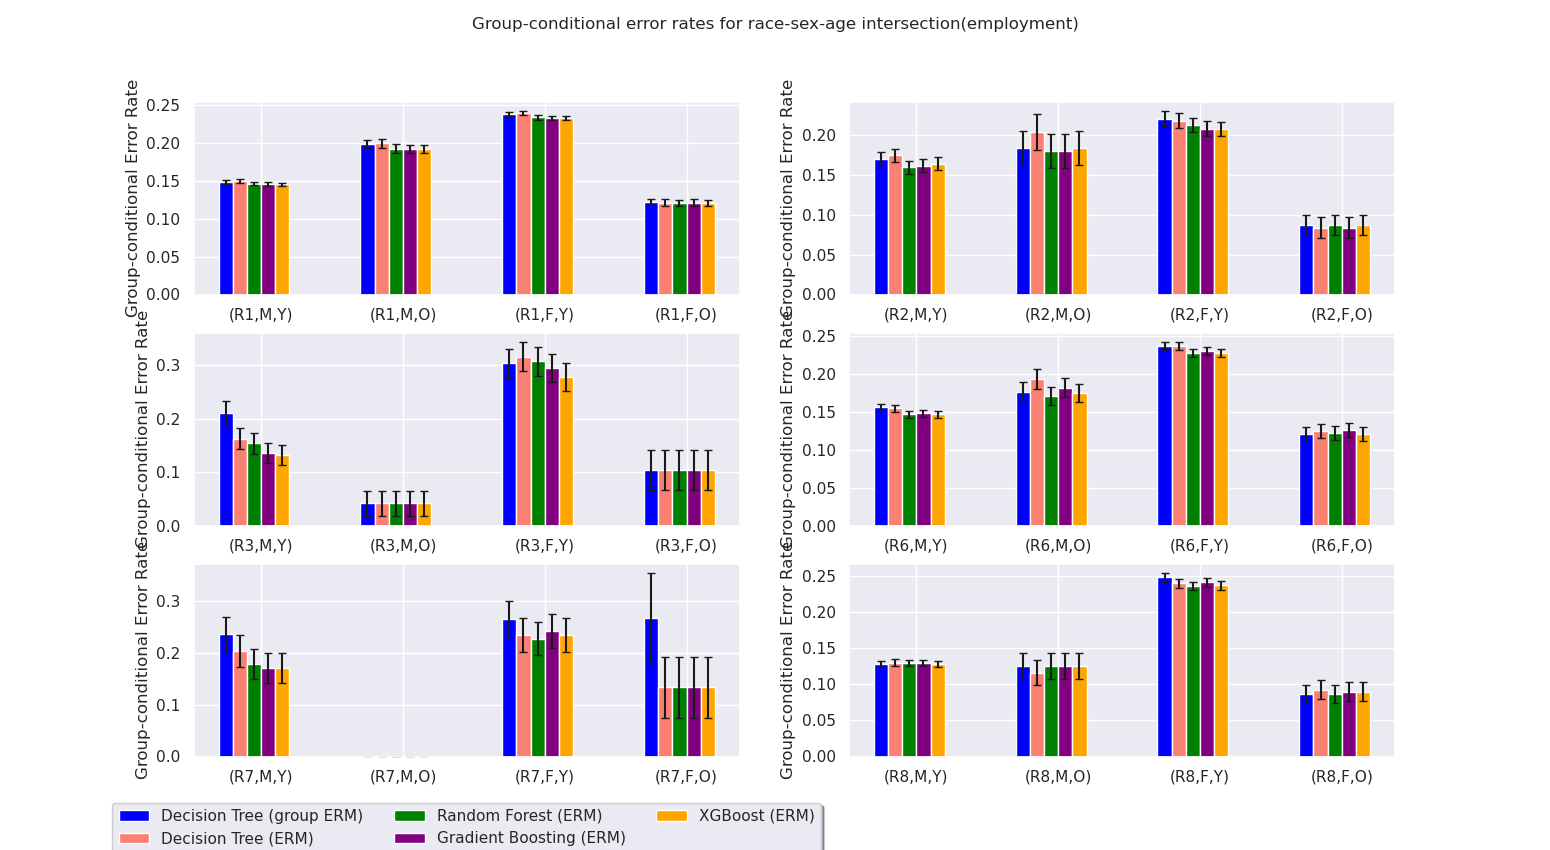 Group-conditional error rates for race-sex-age intersection(employment)
Group-conditional Error Rate
0.25
0.20
0.15
0.10
0.05
0.00
(R1,M,Y) (R1,M,O) (R1,F,Y) (R1,F,O)
Group-conditional Error Rate
0.20
0.15
0.10
0.05
0.00
(R2,M,Y) (R2,M,O) (R2,F,Y) (R2,F,O)
Group-conditional Error Rate
0.3
0.2
0.1
0.0
(R3,M,Y) (R3,M,O) (R3,F,Y) (R3,F,O)
Group-conditional Error Rate
0.25
0.20
0.15
0.10
0.05
0.00
(R6,M,Y) (R6,M,O) (R6,F,Y) (R6,F,O)
Group-conditional Error Rate
0.3
0.2
0.1
0.0
(R7,M,Y) (R7,M,O) (R7,F,Y) (R7,F,O)
Group-conditional Error Rate
0.25
0.20
0.15
0.10
0.05
0.00
(R8,M,Y) (R8,M,O) (R8,F,Y) (R8,F,O)
Decision Tree (group ERM) Random Forest (ERM) XGBoost (ERM)
Decision Tree (ERM) Gradient Boosting (ERM)